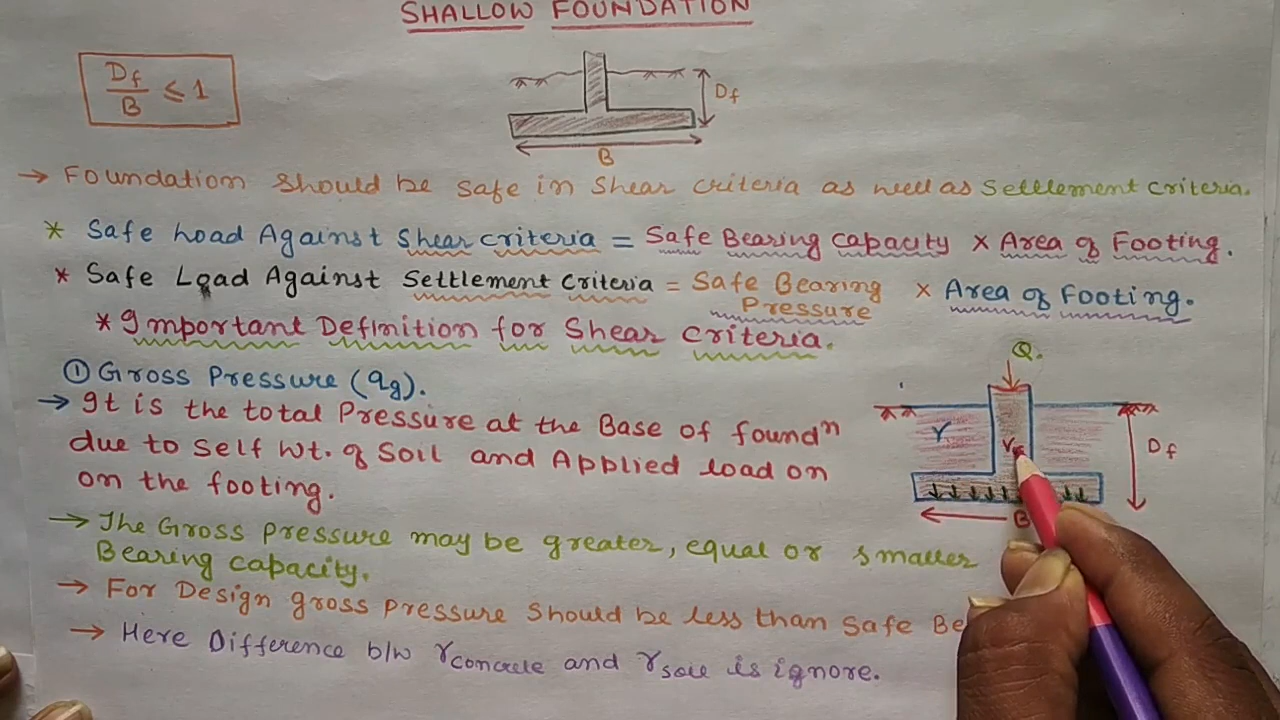 SHALLOW FOUNDATION
Df/B ≤ 1
Df
B
→ Foundation should be safe in shear criteria as well as Settlement criteria.
* Safe Load Against Shear criteria = Safe Bearing capacity × Area of Footing.
* Safe Load Against Settlement Criteria = Safe Bearing Pressure × Area of Footing.
* Important Definition for Shear criteria.
① Gross Pressure (qg).
→ It is the total Pressure at the Base of foundⁿ
due to Self Wt. of Soil and Applied load on
on the footing.
→ The Gross pressure may be greater, equal or smaller
Bearing capacity.
→ For Design gross pressure should be less than safe
→ Here Difference b/w γconcrete and γsoil is ignore.
Q.
γ
Df
B